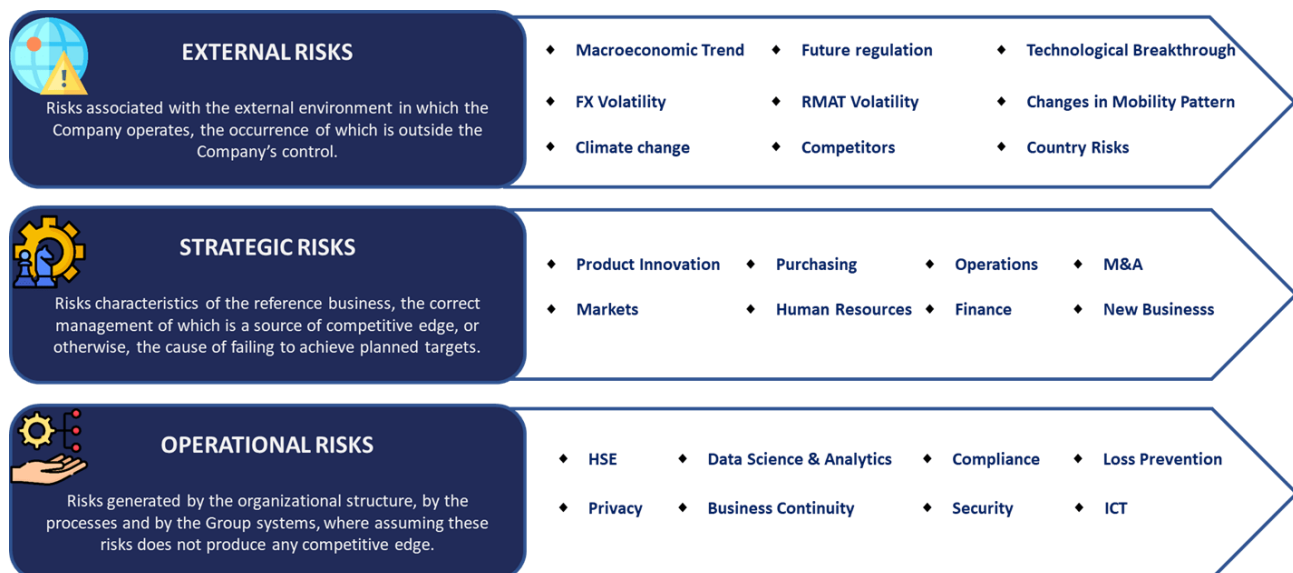 EXTERNAL RISKS
Risks associated with the external environment in which the
Company operates, the occurrence of which is outside the
Company's control.
Macroeconomic Trend
Future regulation
Technological Breakthrough
FX Volatility
RMAT Volatility
Changes in Mobility Pattern
Climate change
Competitors
Country Risks
STRATEGIC RISKS
Risks characteristics of the reference business, the correct
management of which is a source of competitive edge, or
otherwise, the cause of failing to achieve planned targets.
Product Innovation
Purchasing
Operations
M&A
Markets
Human Resources
Finance
New Businesss
OPERATIONAL RISKS
Risks generated by the organizational structure, by the
processes and by the Group systems, where assuming these
risks does not produce any competitive edge.
HSE
Data Science & Analytics
Compliance
Loss Prevention
Privacy
Business Continuity
Security
ICT